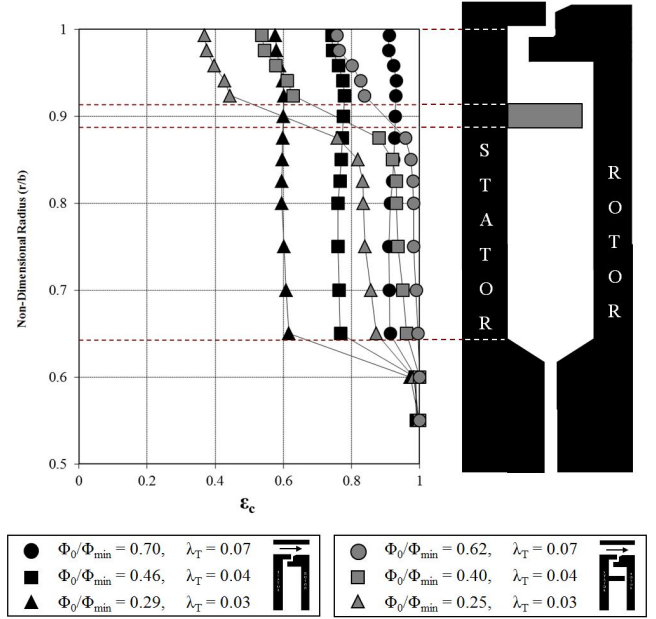 1
0.9
0.8
0.7
0.6
0.5
Non-Dimensional Radius (r/b)
0 0.2 0.4 0.6 0.8 1
εc
STATOR
ROTOR
Φ0/Φmin = 0.70, λT = 0.07
Φ0/Φmin = 0.46, λT = 0.04
Φ0/Φmin = 0.29, λT = 0.03
Φ0/Φmin = 0.62, λT = 0.07
Φ0/Φmin = 0.40, λT = 0.04
Φ0/Φmin = 0.25, λT = 0.03